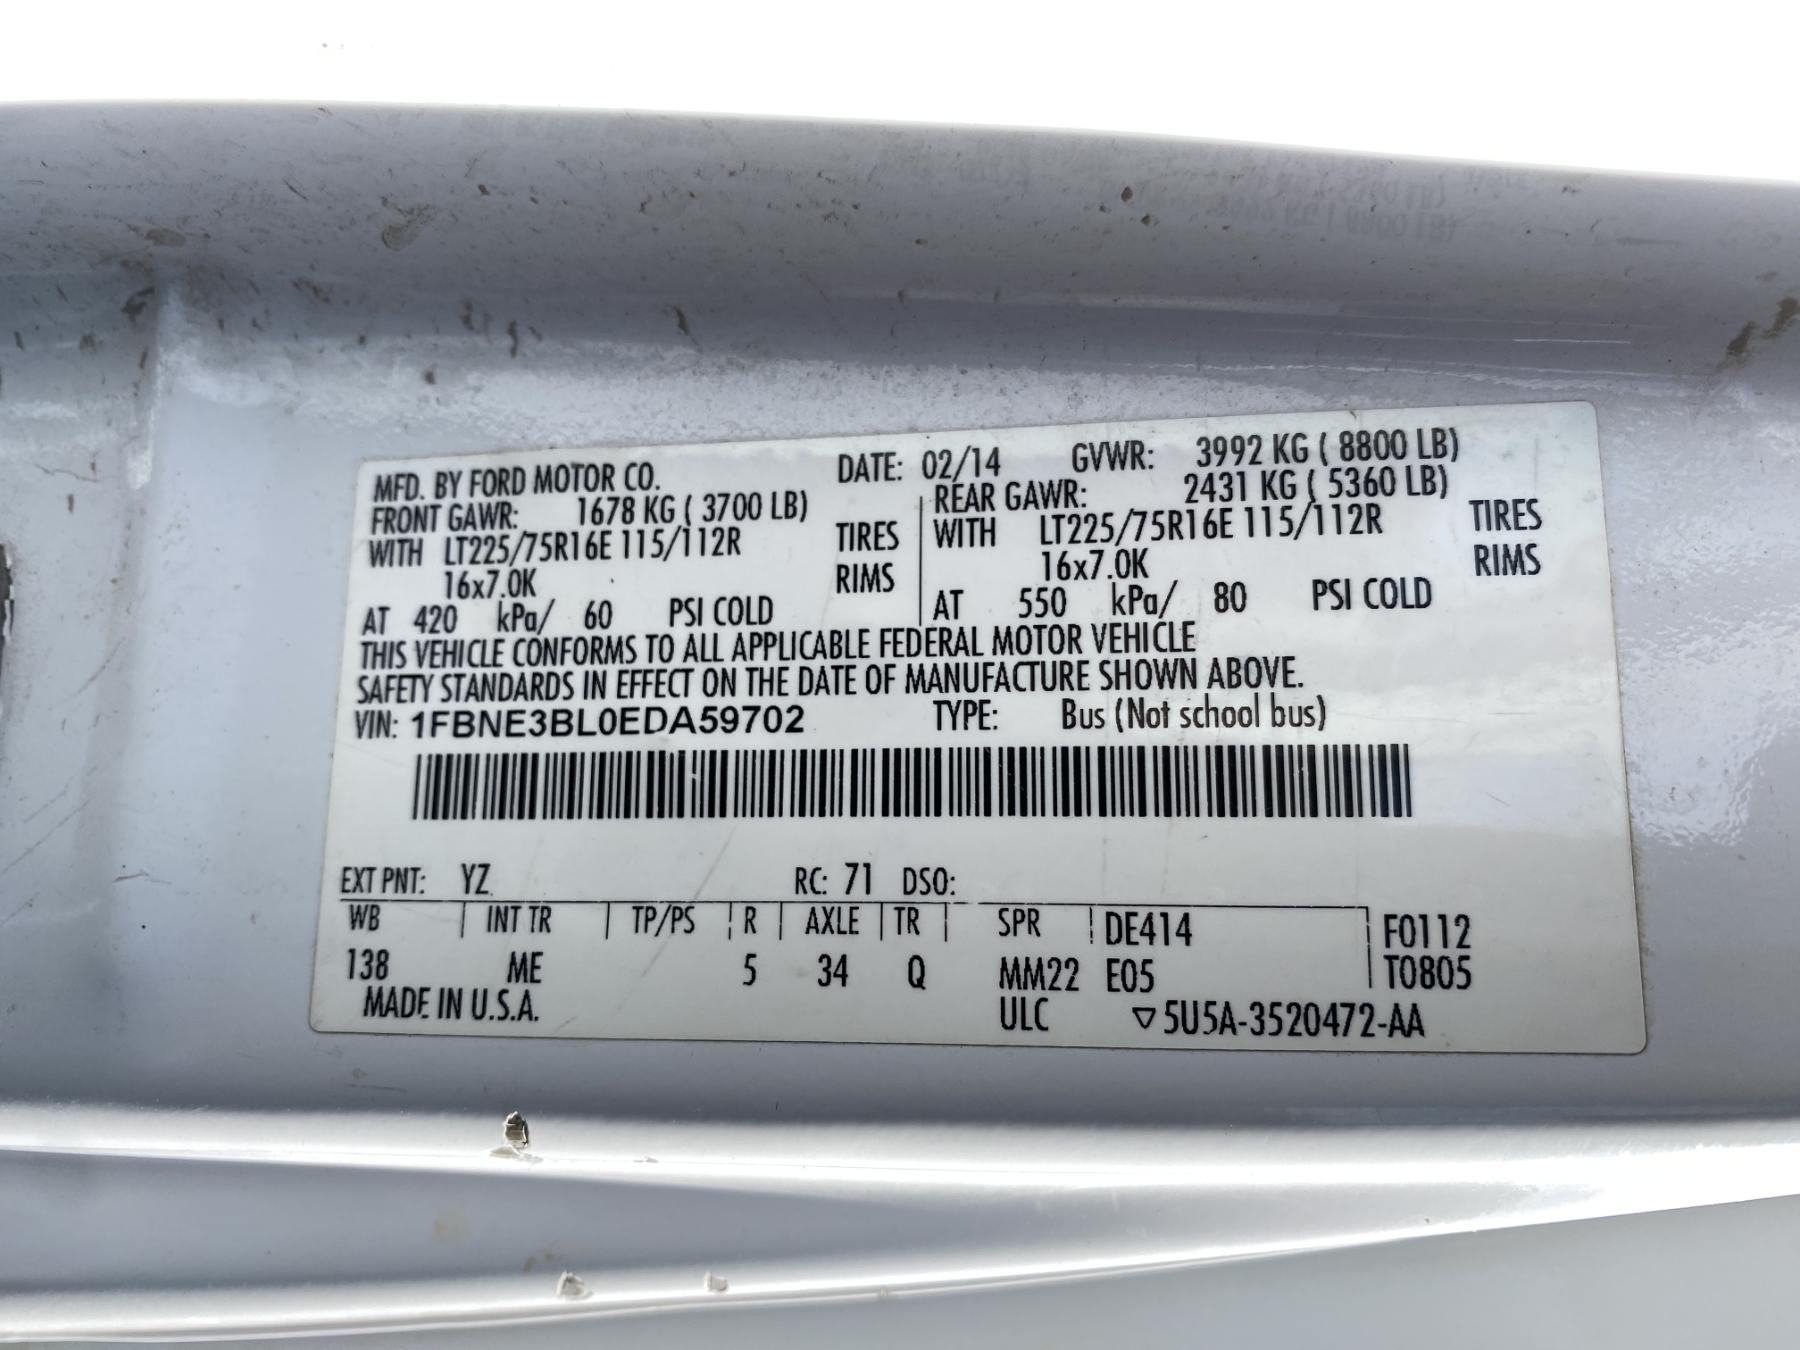 MFD. BY FORD MOTOR CO. DATE: 02/14 GVWR: 3992 KG ( 8800 LB)
FRONT GAWR: 1678 KG ( 3700 LB) REAR GAWR: 2431 KG ( 5360 LB)
WITH LT225/75R16E 115/112R TIRES WITH LT225/75R16E 115/112R TIRES
16x7.0K RIMS 16x7.0K RIMS
AT 420 kPa/ 60 PSI COLD AT 550 kPa/ 80 PSI COLD
THIS VEHICLE CONFORMS TO ALL APPLICABLE FEDERAL MOTOR VEHICLE
SAFETY STANDARDS IN EFFECT ON THE DATE OF MANUFACTURE SHOWN ABOVE.
VIN: 1FBNE3BL0EDA59702 TYPE: Bus (Not school bus)
EXT PNT: YZ RC: 71 DSO:
WB INT TR TP/PS R AXLE TR SPR DE414 F0112
138 ME 5 34 Q MM22 E05 T0805
MADE IN U.S.A. ULC ▽5U5A-3520472-AA